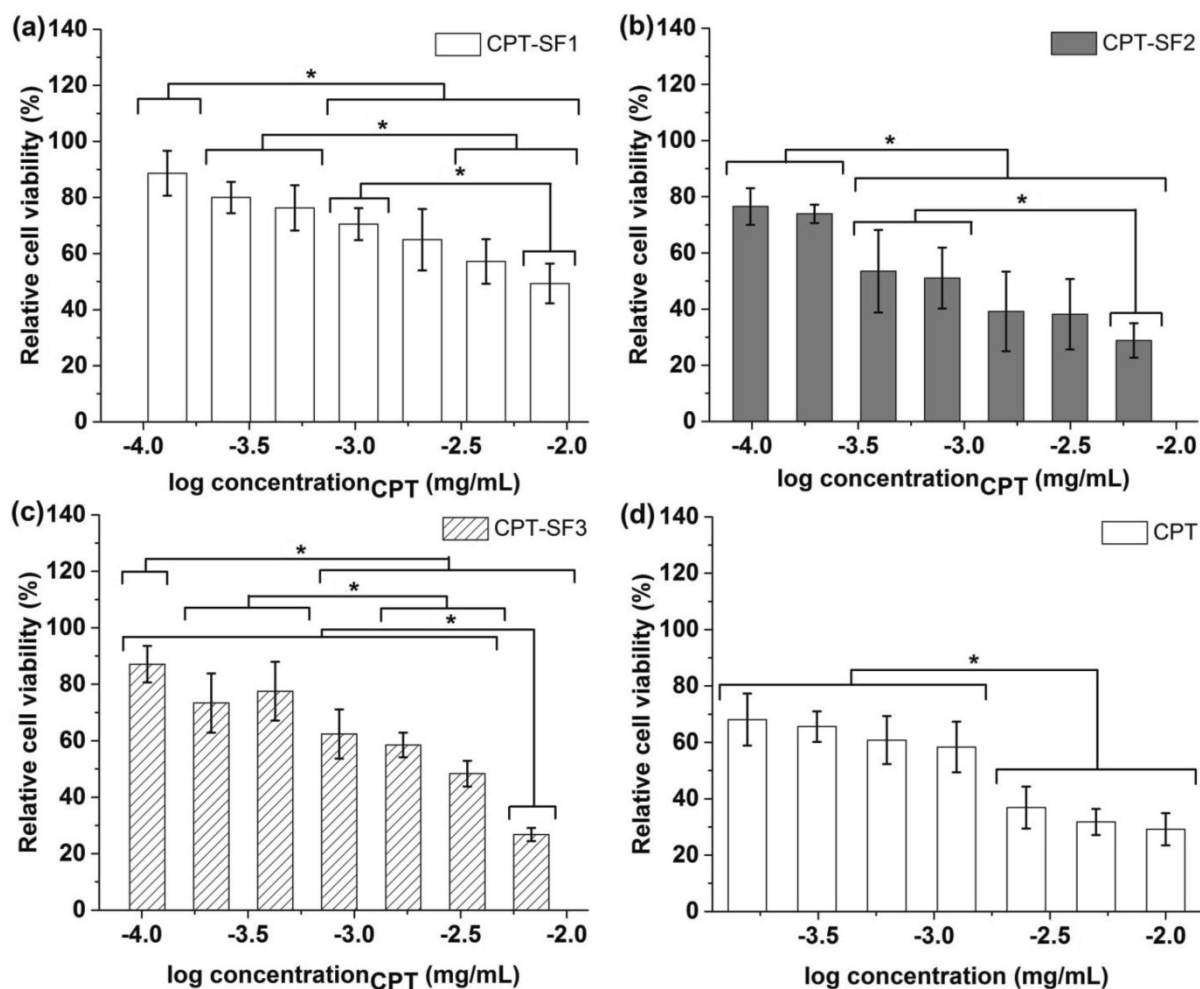 (a)
CPT-SF1
Relative cell viability (%)
140
120
100
80
60
40
20
0
*
*
*
-4.0 -3.5 -3.0 -2.5 -2.0
log concentrationCPT (mg/mL)
(b)
CPT-SF2
Relative cell viability (%)
140
120
100
80
60
40
20
0
*
*
-4.0 -3.5 -3.0 -2.5 -2.0
log concentrationCPT (mg/mL)
(c)
CPT-SF3
Relative cell viability (%)
140
120
100
80
60
40
20
0
*
*
*
-4.0 -3.5 -3.0 -2.5 -2.0
log concentrationCPT (mg/mL)
(d)
CPT
Relative cell viability (%)
140
120
100
80
60
40
20
0
*
-3.5 -3.0 -2.5 -2.0
log concentration (mg/mL)